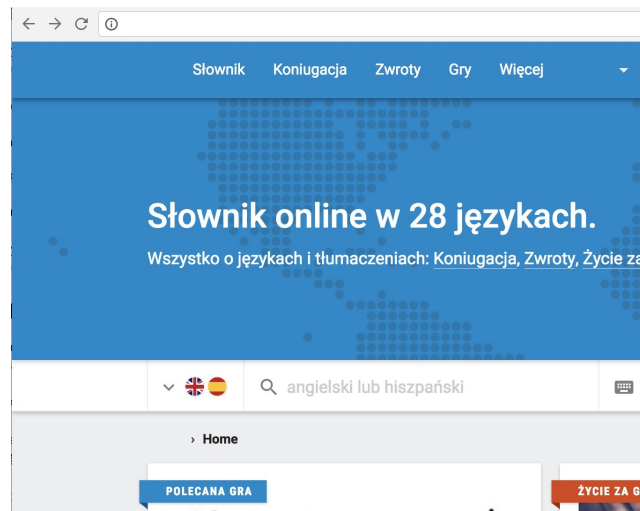 Słownik Koniugacja Zwroty Gry Więcej
Słownik online w 28 językach.
Wszystko o językach i tłumaczeniach: Koniugacja, Zwroty, Życie za
angielski lub hiszpański
› Home
POLECANA GRA
ŻYCIE ZA G